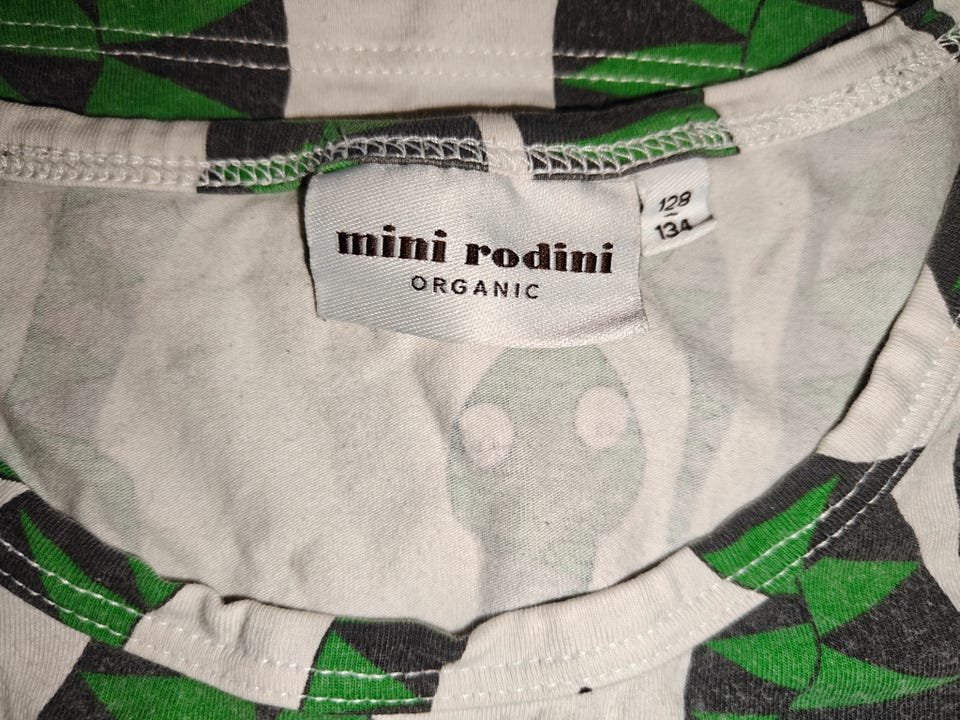 mini rodini
ORGANIC
128
134